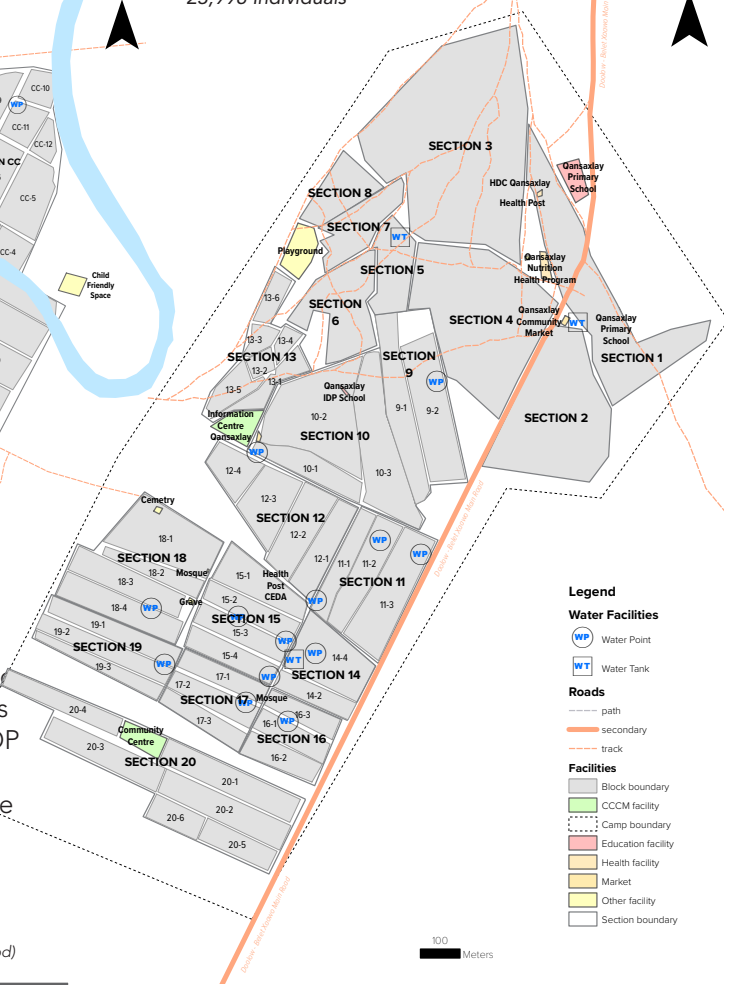 CC-10
WP
CC-11
CC-12
N CC
CC-5
CC-4
Child
Friendly
Space
Dooxlow - Belet Xaawo Main Road
SECTION 3
Qansaxlay
Primary
School
HDC Qansaxlay
Health Post
SECTION 8
SECTION 7
WT
Playground
SECTION 5
Qansaxlay
Nutrition
Health Program
13-6
SECTION
6
SECTION 4
Qansaxlay
Community
Market
WT
Qansaxlay
Primary
School
SECTION 1
13-3
13-4
SECTION 13
13-2
13-1
13-5
SECTION
9
WP
9-1
9-2
Qansaxlay
IDP School
SECTION 2
Information
Centre
Qansaxlay
WP
10-2
SECTION 10
10-1
10-3
12-4
12-3
SECTION 12
12-2
12-1
Cemetry
18-1
SECTION 18
18-2
Mosque
18-3
18-4
WP
Grave
Health
Post
CEDA
WP
11-1
11-2
WP
WP
SECTION 11
11-3
15-1
15-2
WP
SECTION 15
15-3
15-4
WP
WT
WP
14-4
SECTION 14
14-2
19-2
19-1
SECTION 19
19-3
WP
17-1
WP
17-2
SECTION 17
WP
Mosque
17-3
16-1
WP
16-3
SECTION 16
16-2
20-4
Community
Centre
20-3
SECTION 20
20-1
20-2
20-6
20-5
Legend
Water Facilities
WP Water Point
WT Water Tank
Roads
path
secondary
track
Facilities
Block boundary
CCCM facility
Camp boundary
Education facility
Health facility
Market
Other facility
Section boundary
100
Meters